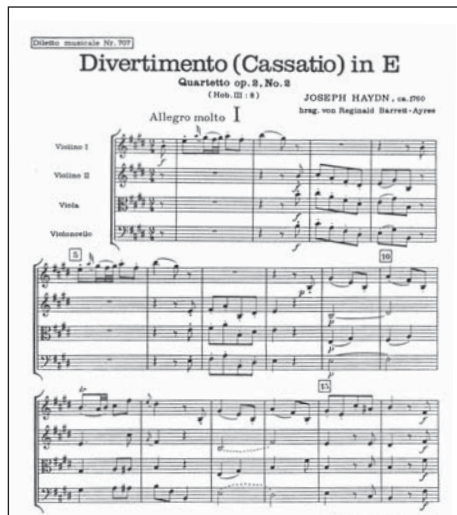 Diletto musicale Nr. 707
Divertimento (Cassatio) in E
Quartetto op. 2, No. 2
(Hob. III : 8)
JOSEPH HAYDN, ca. 1760
hrsg. von Reginald Barrett-Ayres
Allegro molto I
Violino I
f
Violino II
f
Viola
f
Violoncello
f
5
10
p
p
p
p
15
f
f
f
f